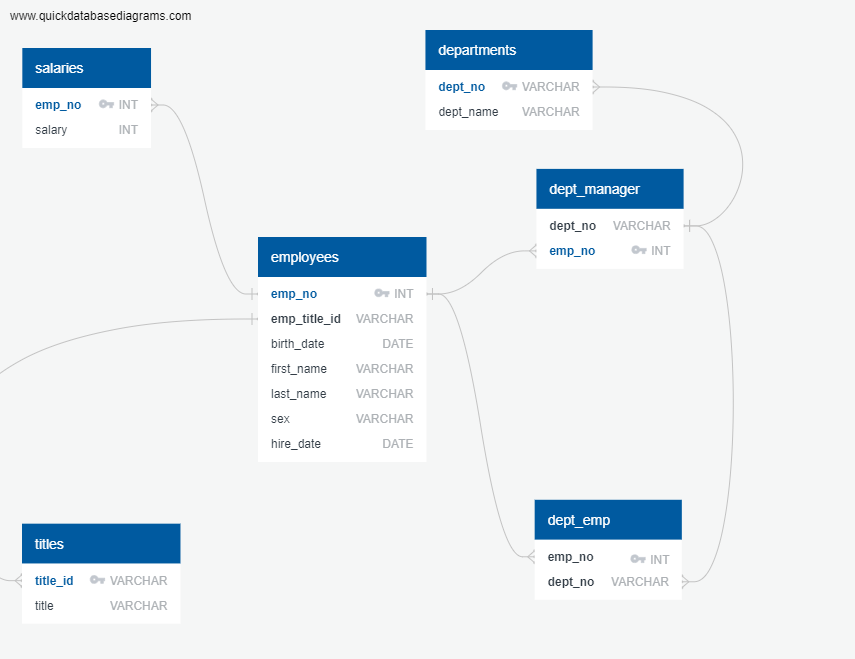 www.quickdatabasediagrams.com
salaries
emp_no INT
salary INT
departments
dept_no VARCHAR
dept_name VARCHAR
dept_manager
dept_no VARCHAR
emp_no INT
employees
emp_no INT
emp_title_id VARCHAR
birth_date DATE
first_name VARCHAR
last_name VARCHAR
sex VARCHAR
hire_date DATE
titles
title_id VARCHAR
title VARCHAR
dept_emp
emp_no INT
dept_no VARCHAR